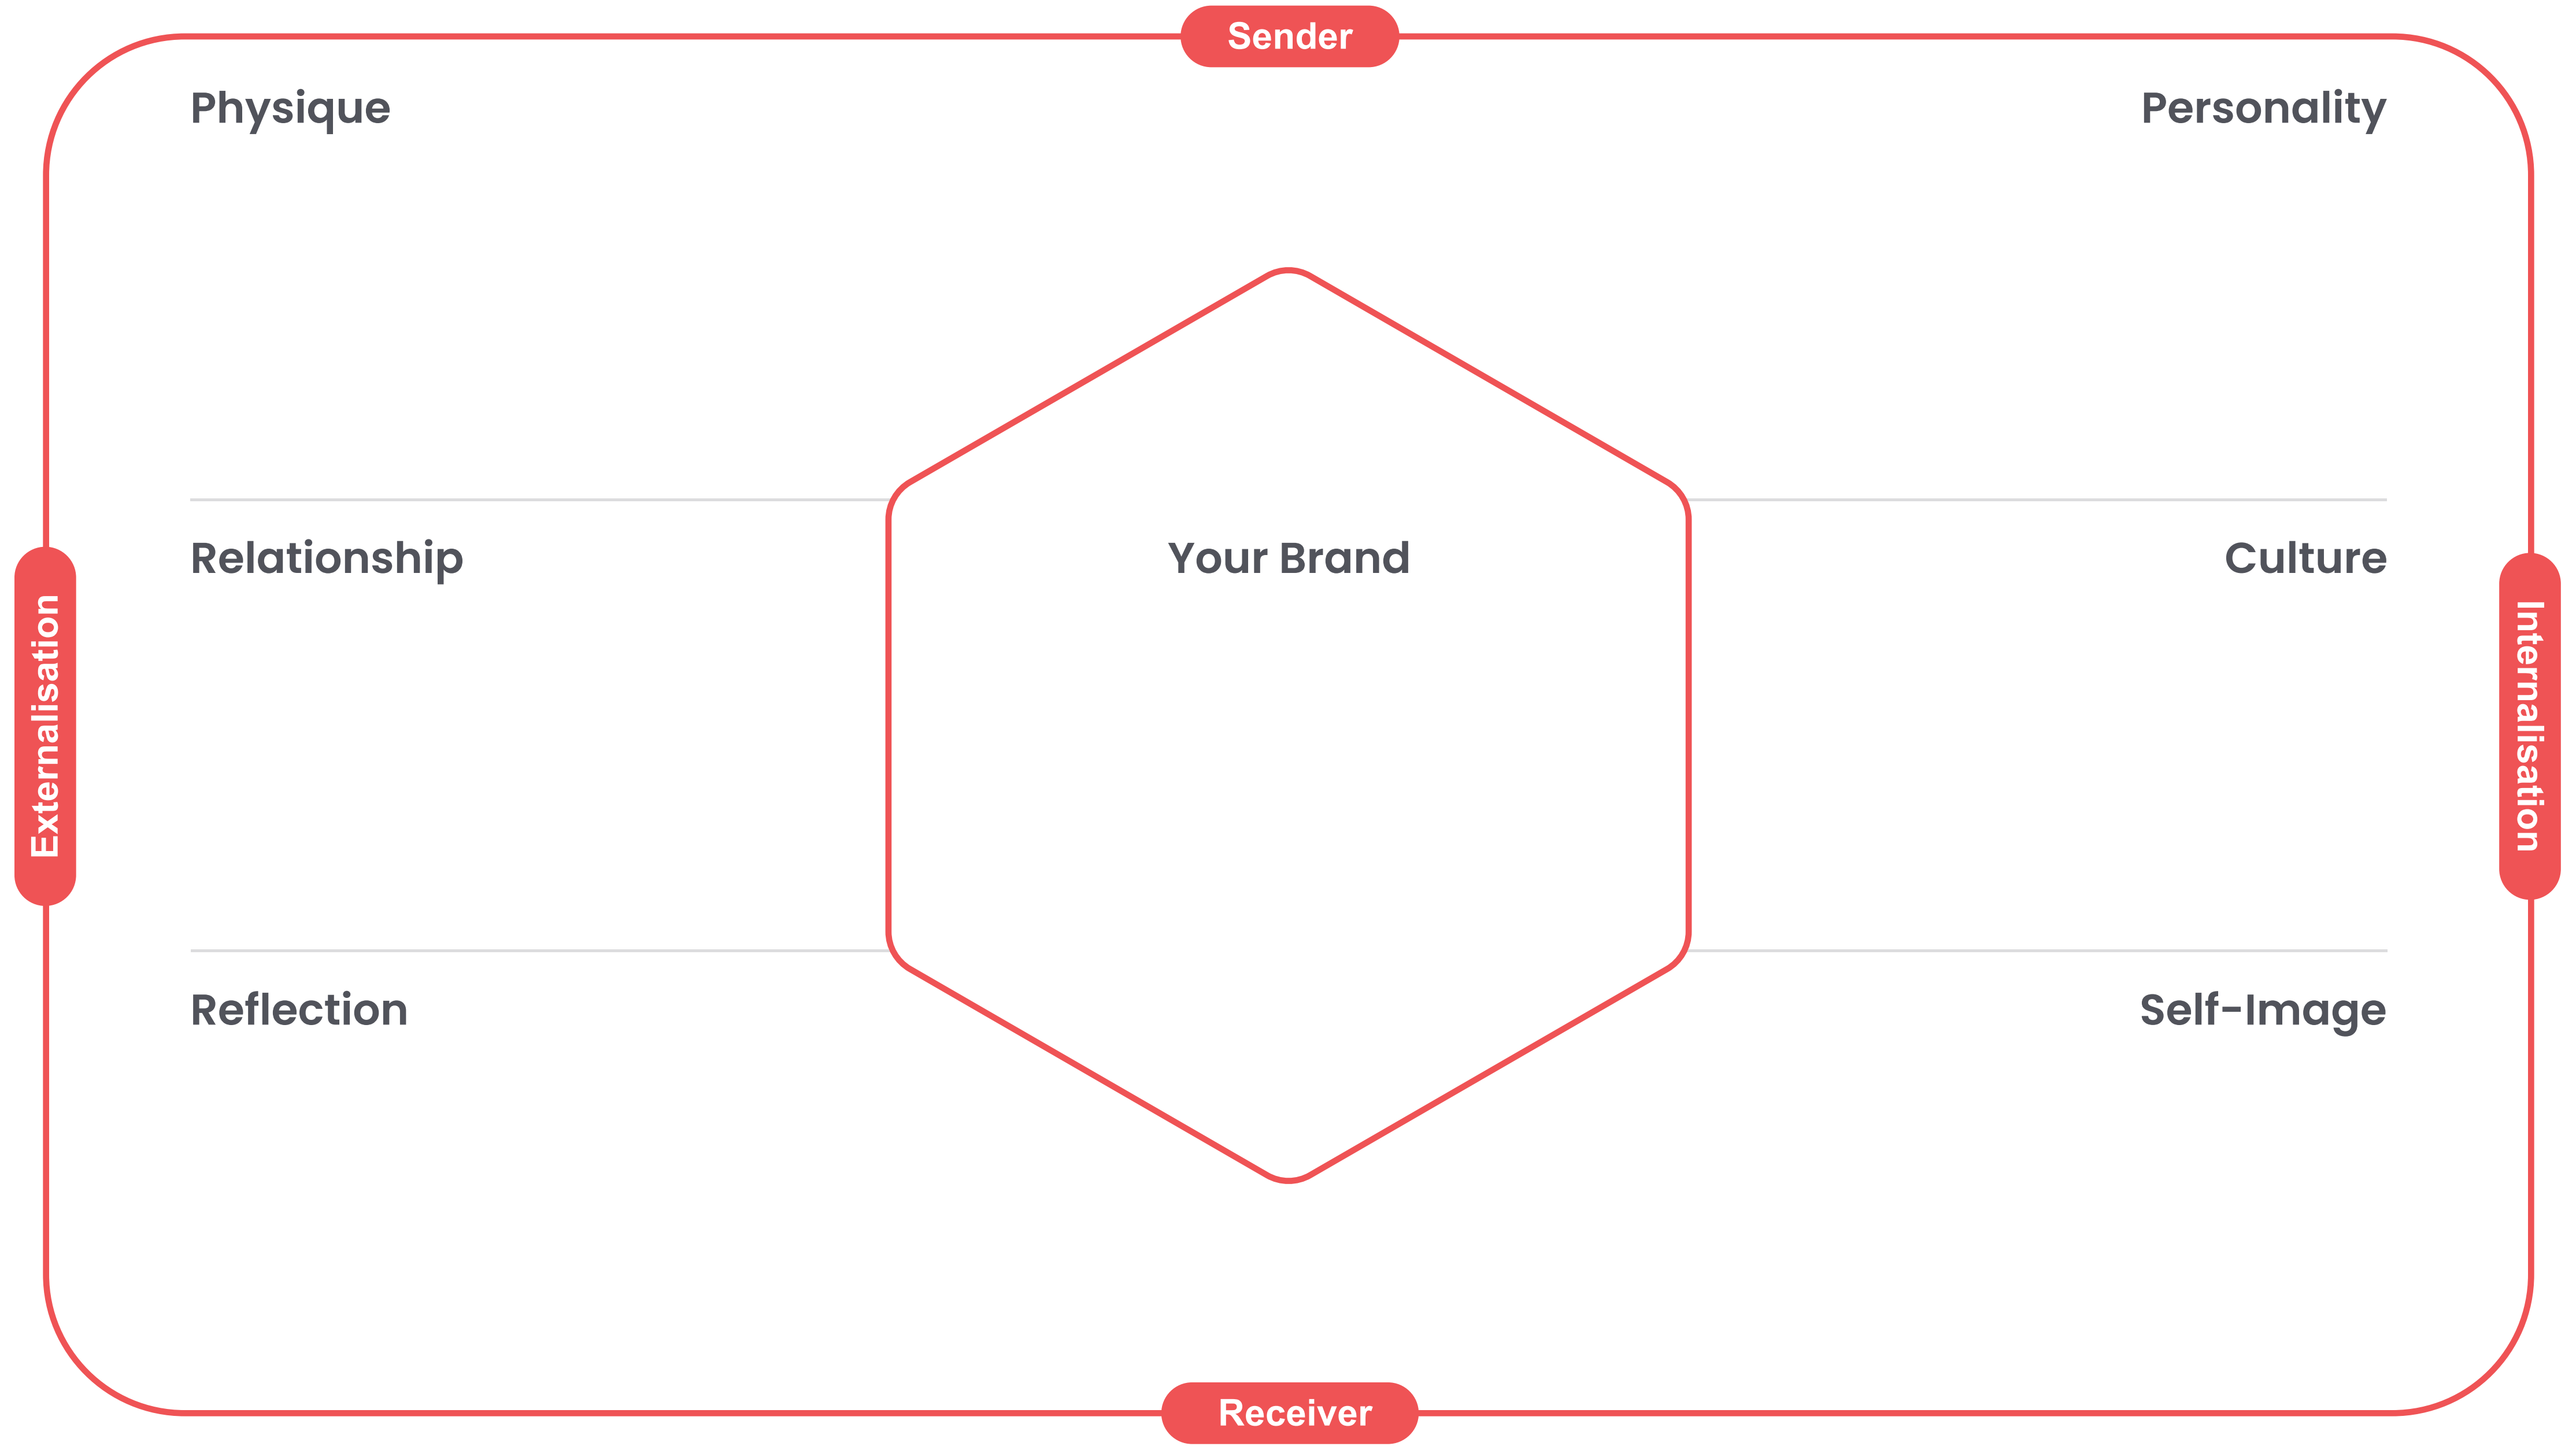 Sender
Physique
Personality
Relationship
Your Brand
Culture
Externalisation
Internalisation
Reflection
Self-Image
Receiver